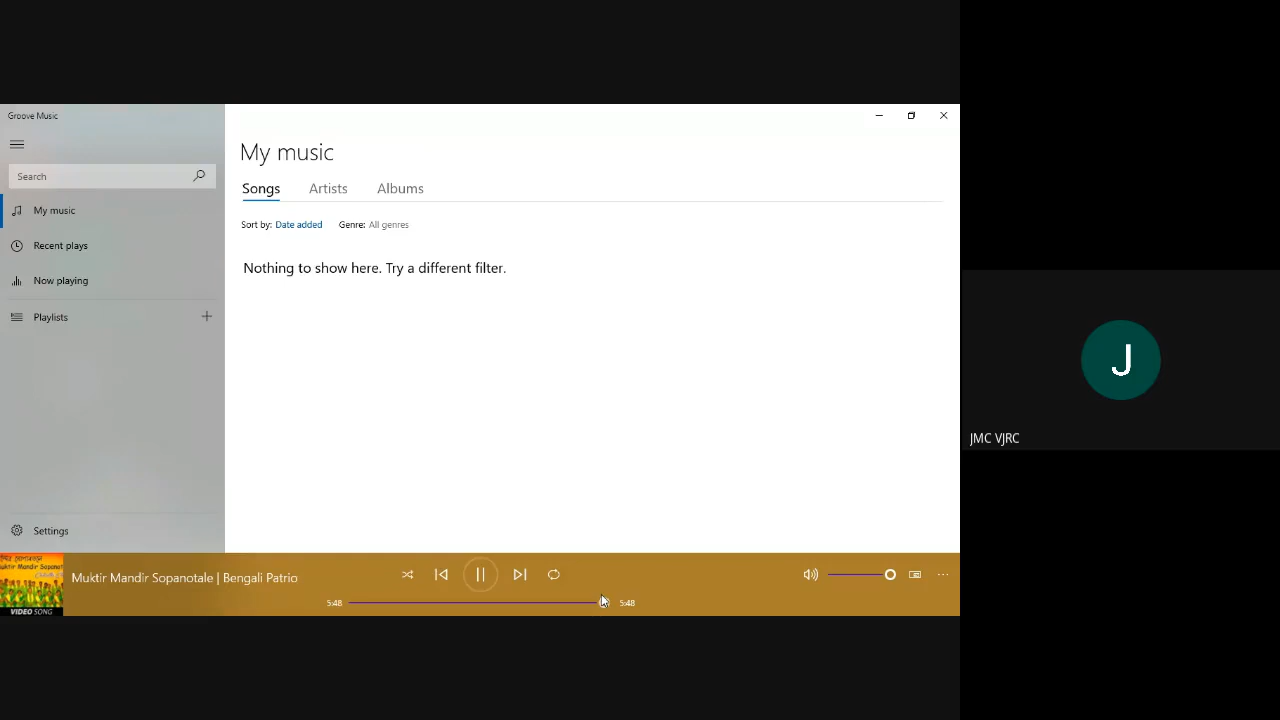 Groove Music
Search
My music
Recent plays
Now playing
Playlists
Settings
My music
Songs Artists Albums
Sort by: Date added Genre: All genres
Nothing to show here. Try a different filter.
Muktir Mandir Sopanotale | Bengali Patrio
VIDEO SONG
5:48 5:48
J
JMC VJRC